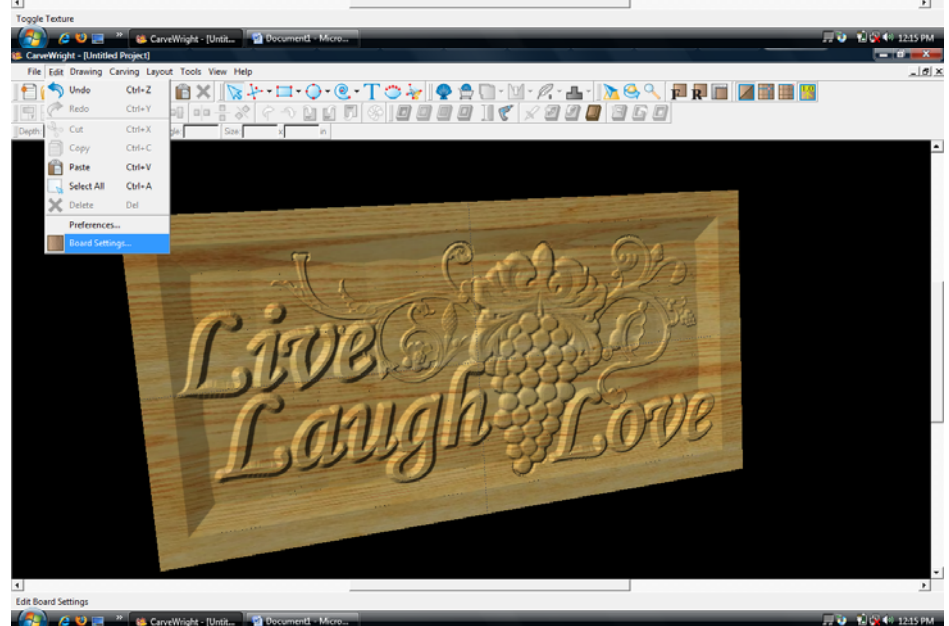 Toggle Texture
CarveWright - [Untit...
Document1 - Micro...
12:15 PM
CarveWright - [Untitled Project]
File Edit Drawing Carving Layout Tools View Help
Undo Ctrl+Z
Redo Ctrl+Y
Cut Ctrl+X
Copy Ctrl+C
Paste Ctrl+V
Select All Ctrl+A
Delete Del
Preferences...
Board Settings...
Depth:
Size: x in
T
F R
Live
Laugh
Love
Edit Board Settings
CarveWright - [Untit...
Document1 - Micro...
12:15 PM